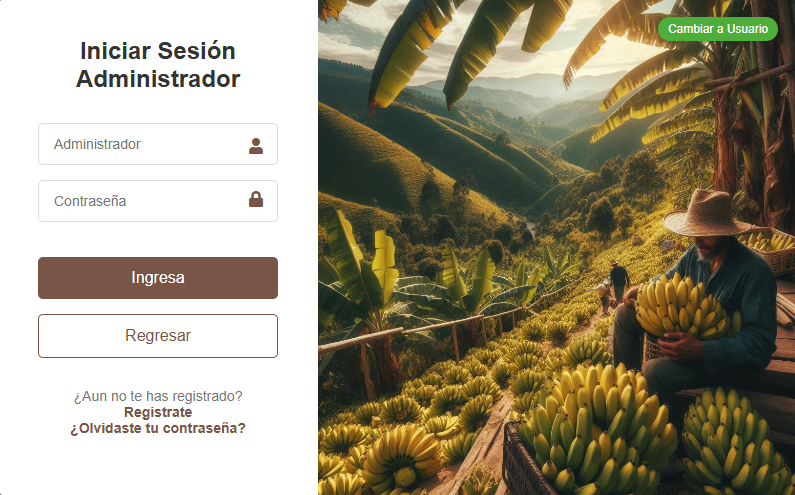 Iniciar Sesión
Administrador
Administrador
Contraseña
Ingresa
Regresar
¿Aun no te has registrado?
Registrate
¿Olvidaste tu contraseña?
Cambiar a Usuario